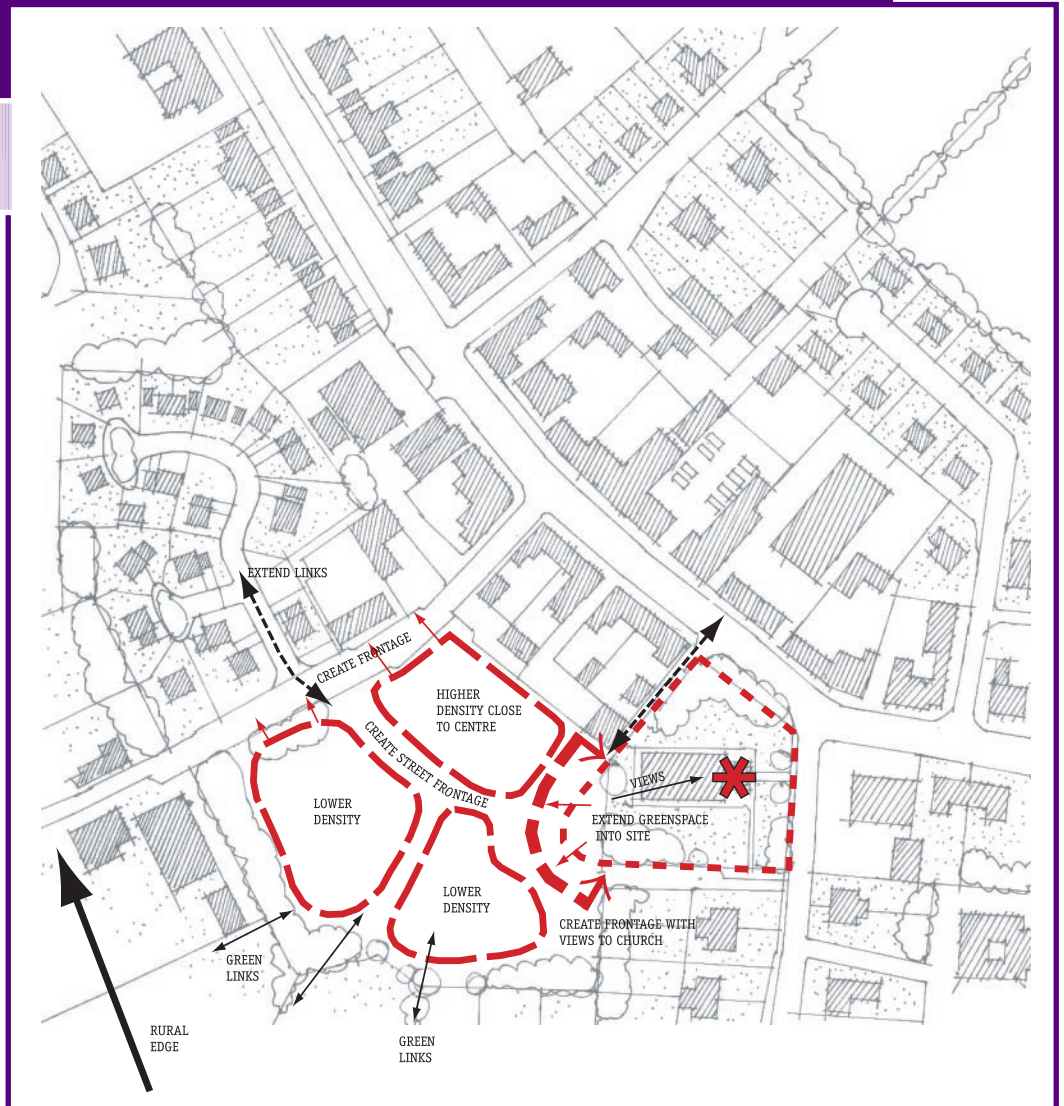 EXTEND LINKS
CREATE FRONTAGE
HIGHER
DENSITY CLOSE
TO CENTRE
CREATE STREET FRONTAGE
VIEWS
LOWER
DENSITY
EXTEND GREENSPACE
INTO SITE
LOWER
DENSITY
CREATE FRONTAGE WITH
VIEWS TO CHURCH
GREEN
LINKS
RURAL
EDGE
GREEN
LINKS